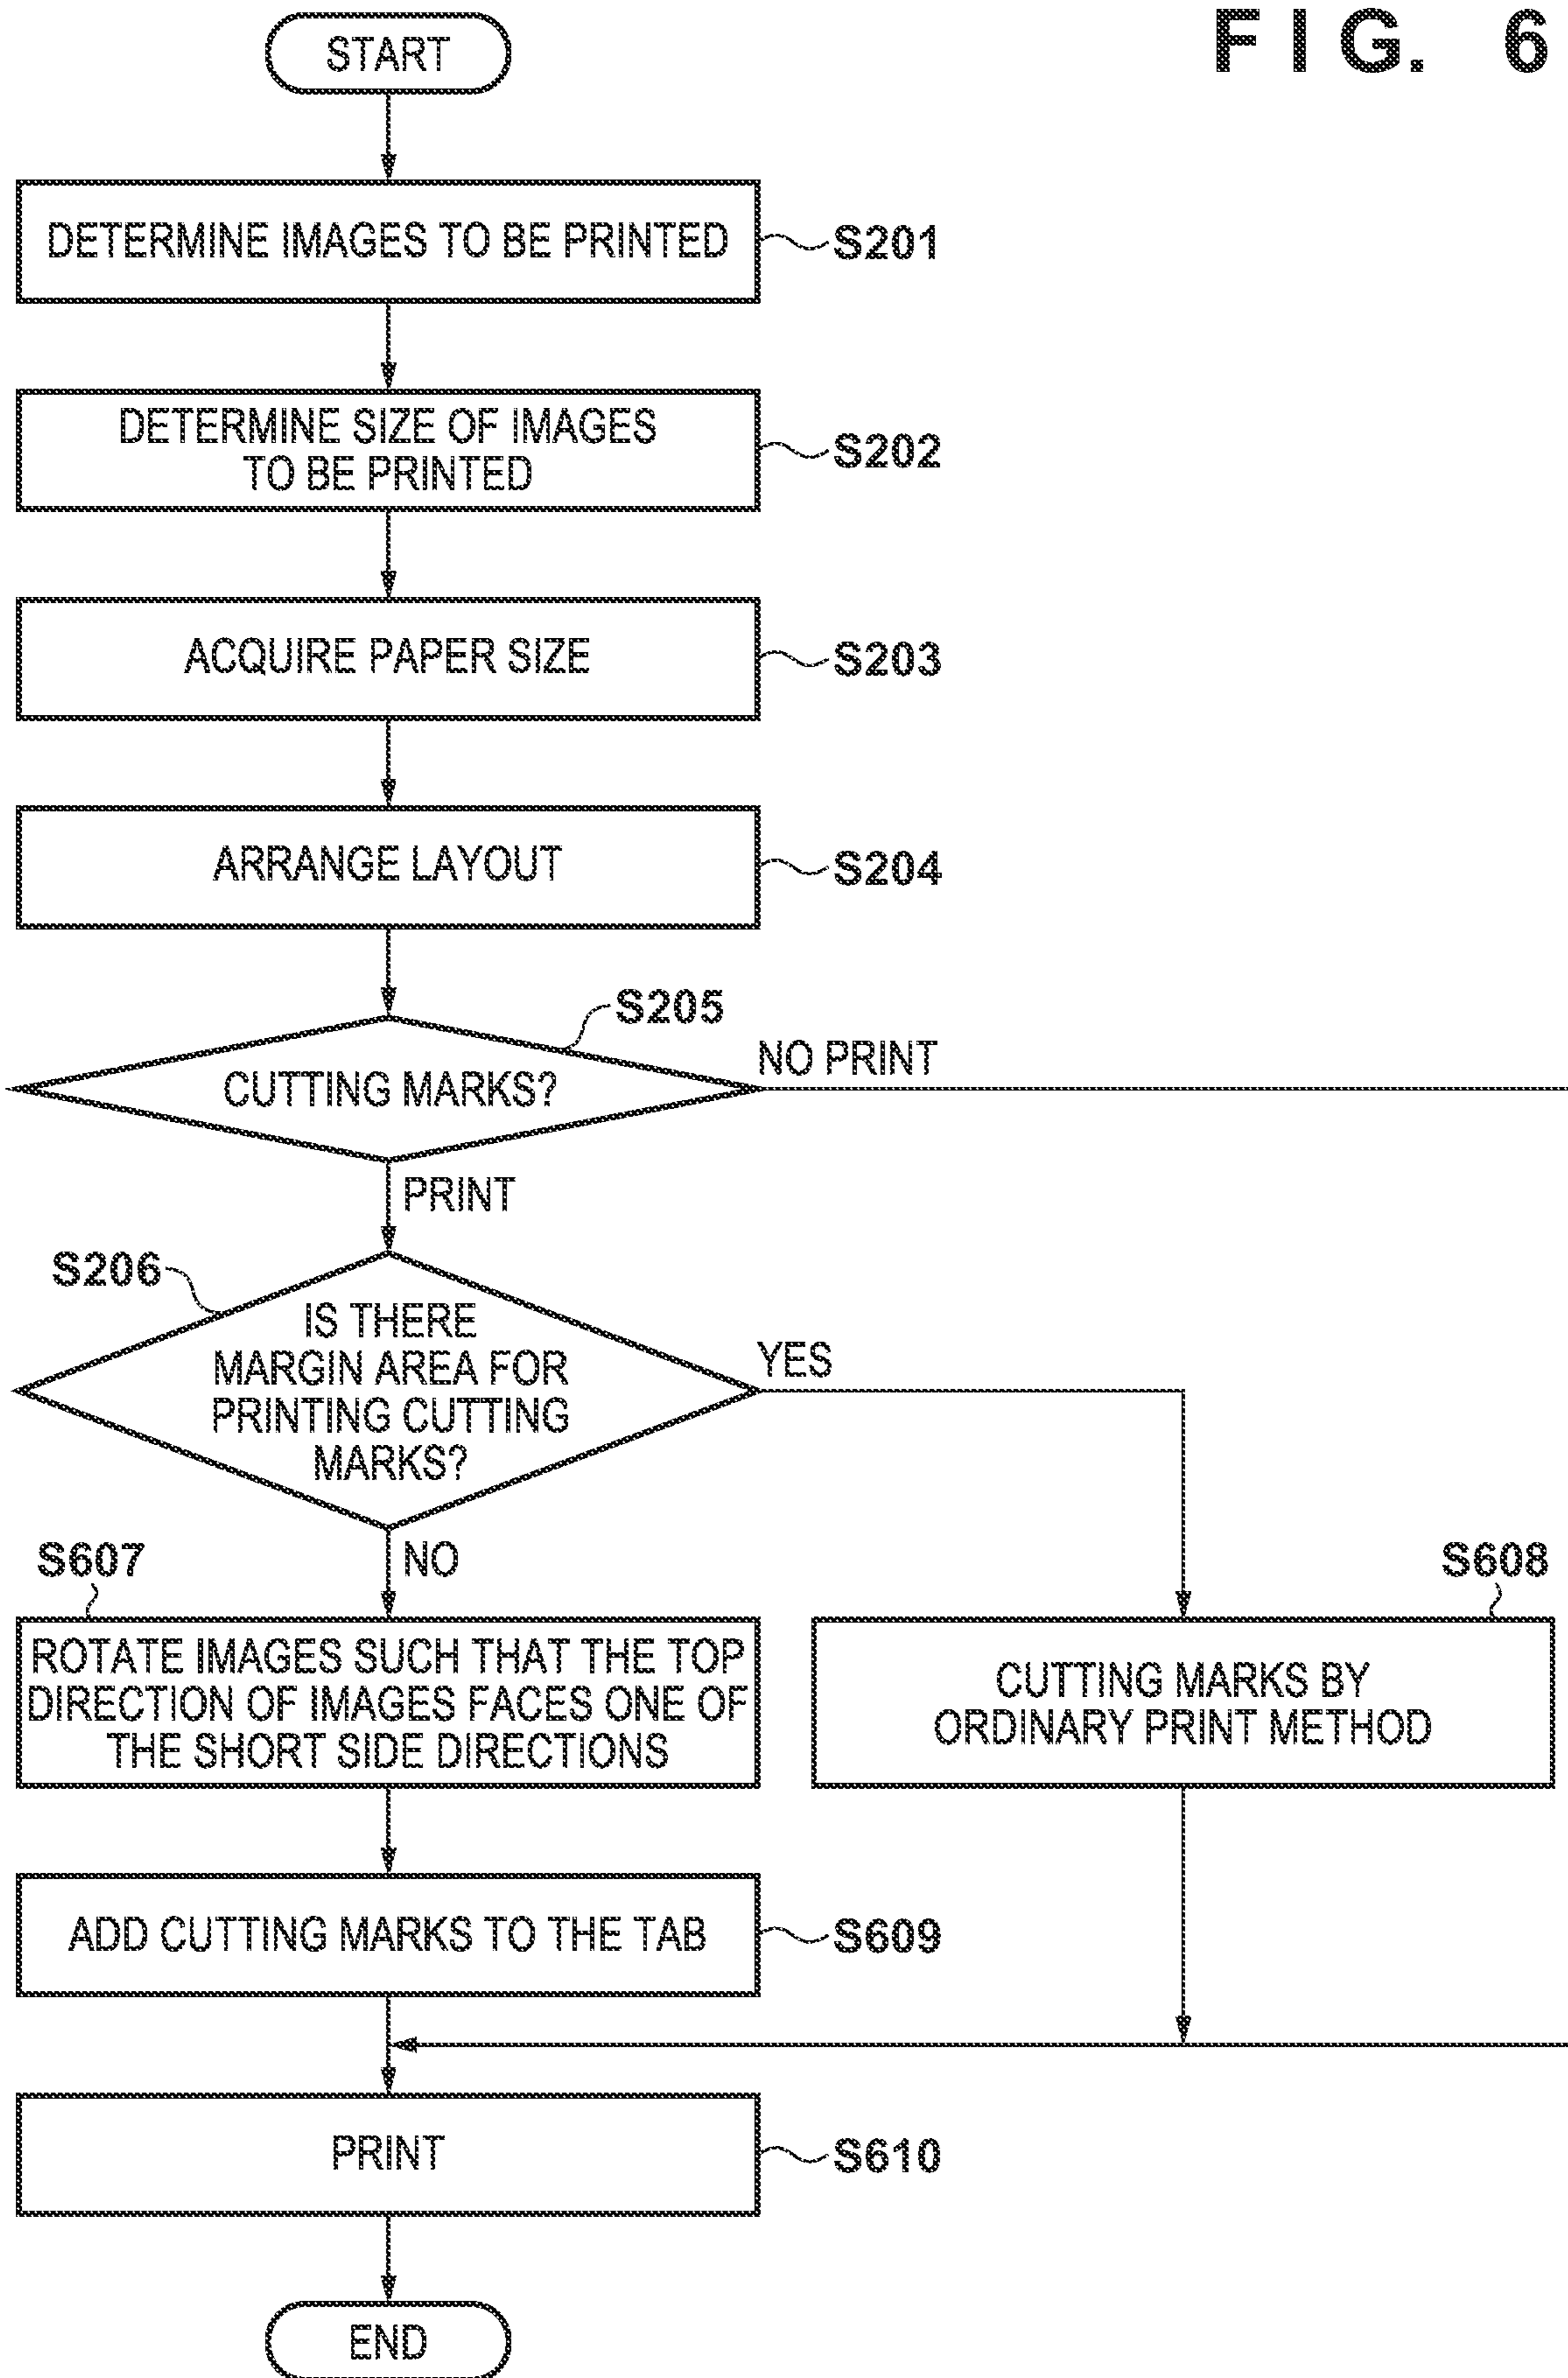 FIG. 6
START
DETERMINE IMAGES TO BE PRINTED
S201
DETERMINE SIZE OF IMAGES
TO BE PRINTED
S202
ACQUIRE PAPER SIZE
S203
ARRANGE LAYOUT
S204
S205
CUTTING MARKS?
NO PRINT
PRINT
S206
IS THERE
MARGIN AREA FOR
PRINTING CUTTING
MARKS?
YES
NO
S607
ROTATE IMAGES SUCH THAT THE TOP
DIRECTION OF IMAGES FACES ONE OF
THE SHORT SIDE DIRECTIONS
S608
CUTTING MARKS BY
ORDINARY PRINT METHOD
ADD CUTTING MARKS TO THE TAB
S609
PRINT
S610
END